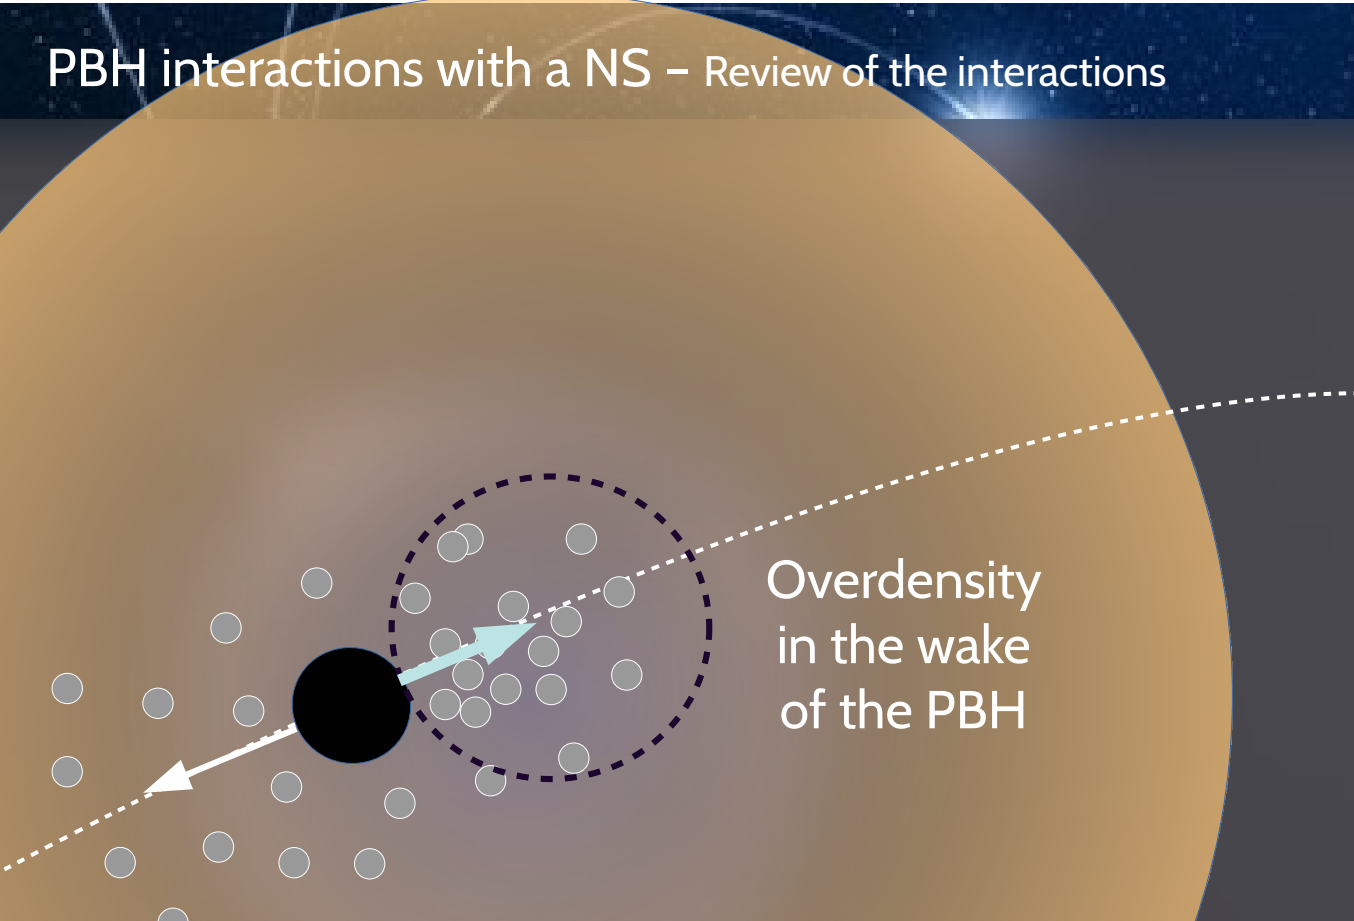 PBH interactions with a NS – Review of the interactions
Overdensity
in the wake
of the PBH